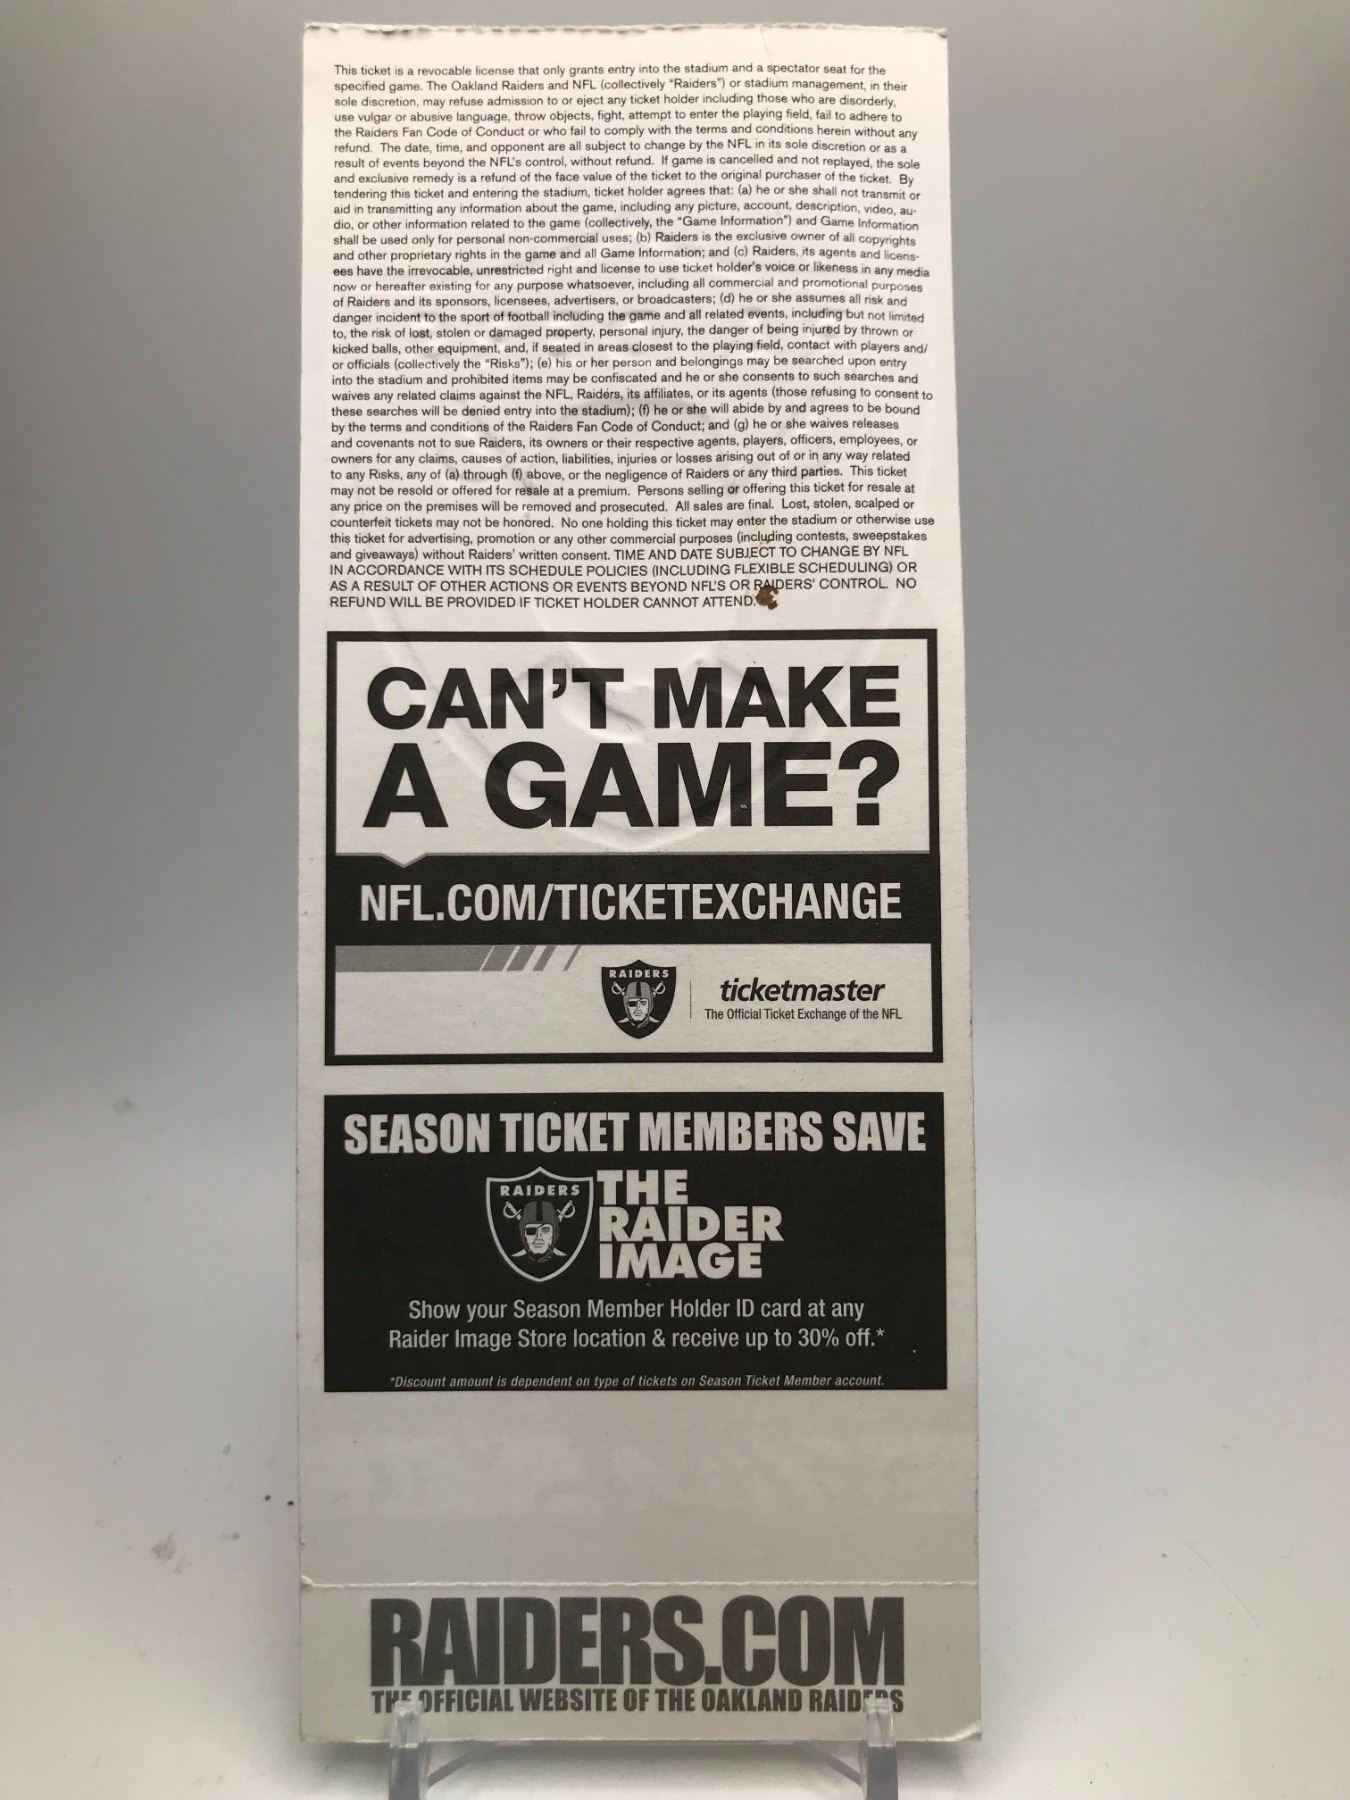 This ticket is a revocable license that only grants entry into the stadium and a spectator seat for the
specified game. The Oakland Raiders and NFL (collectively "Raiders") or stadium management, in their
sole discretion, may refuse admission to or eject any ticket holder including those who are disorderly,
use vulgar or abusive language, throw objects, fight, attempt to enter the playing field, fail to adhere to
the Raiders Fan Code of Conduct or who fail to comply with the terms and conditions herein without any
refund. The date, time, and opponent are all subject to change by the NFL in its sole discretion or as a
result of events beyond the NFL's control, without refund. If game is cancelled and not replayed, the sole
and exclusive remedy is a refund of the face value of the ticket to the original purchaser of the ticket. By
tendering this ticket and entering the stadium, ticket holder agrees that: (a) he or she shall not transmit or
aid in transmitting any information about the game, including any picture, account, description, video, au-
dio, or other information related to the game (collectively, the "Game Information") and Game Information
shall be used only for personal non-commercial uses; (b) Raiders is the exclusive owner of all copyrights
and other proprietary rights in the game and all Game Information; and (c) Raiders, its agents and licens-
ees have the irrevocable, unrestricted right and license to use ticket holder's voice or likeness in any media
now or hereafter existing for any purpose whatsoever, including all commercial and promotional purposes
of Raiders and its sponsors, licensees, advertisers, or broadcasters; (d) he or she assumes all risk and
danger incident to the sport of football including the game and all related events, including but not limited
to, the risk of lost, stolen or damaged property, personal injury, the danger of being injured by thrown or
kicked balls, other equipment, and, if seated in areas closest to the playing field, contact with players and/
or officials (collectively the "Risks"); (e) his or her person and belongings may be searched upon entry
into the stadium and prohibited items may be confiscated and he or she consents to such searches and
waives any related claims against the NFL, Raiders, its affiliates, or its agents (those refusing to consent to
these searches will be denied entry into the stadium); (f) he or she will abide by and agrees to be bound
by the terms and conditions of the Raiders Fan Code of Conduct; and (g) he or she waives releases
and covenants not to sue Raiders, its owners or their respective agents, players, officers, employees, or
owners for any claims, causes of action, liabilities, injuries or losses arising out of or in any way related
to any Risks, any of (a) through (f) above, or the negligence of Raiders or any third parties. This ticket
may not be resold or offered for resale at a premium. Persons selling or offering this ticket for resale at
any price on the premises will be removed and prosecuted. All sales are final. Lost, stolen, scalped or
counterfeit tickets may not be honored. No one holding this ticket may enter the stadium or otherwise use
this ticket for advertising, promotion or any other commercial purposes (including contests, sweepstakes
and giveaways) without Raiders' written consent. TIME AND DATE SUBJECT TO CHANGE BY NFL
IN ACCORDANCE WITH ITS SCHEDULE POLICIES (INCLUDING FLEXIBLE SCHEDULING) OR
AS A RESULT OF OTHER ACTIONS OR EVENTS BEYOND NFL'S OR RAIDERS' CONTROL. NO
REFUND WILL BE PROVIDED IF TICKET HOLDER CANNOT ATTEND.
CAN'T MAKE
A GAME?
NFL.COM/TICKETEXCHANGE
RAIDERS
ticketmaster
The Official Ticket Exchange of the NFL
SEASON TICKET MEMBERS SAVE
RAIDERS
THE
RAIDER
IMAGE
Show your Season Member Holder ID card at any
Raider Image Store location & receive up to 30% off.*
*Discount amount is dependent on type of tickets on Season Ticket Member account.
RAIDERS.COM
THE OFFICIAL WEBSITE OF THE OAKLAND RAIDERS